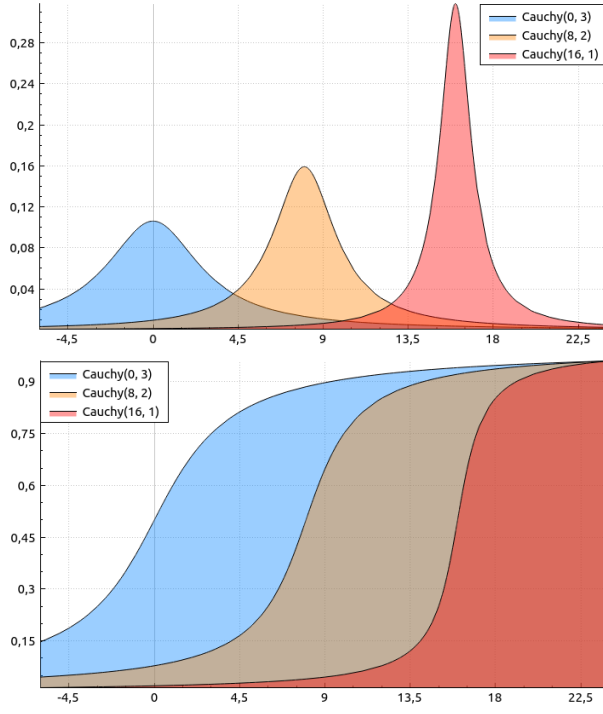 0,28
0,24
0,2
0,16
0,12
0,08
0,04
Cauchy(0, 3)
Cauchy(8, 2)
Cauchy(16, 1)
-4,5 0 4,5 9 13,5 18 22,5
Cauchy(0, 3)
Cauchy(8, 2)
Cauchy(16, 1)
0,9
0,75
0,6
0,45
0,3
0,15
-4,5 0 4,5 9 13,5 18 22,5